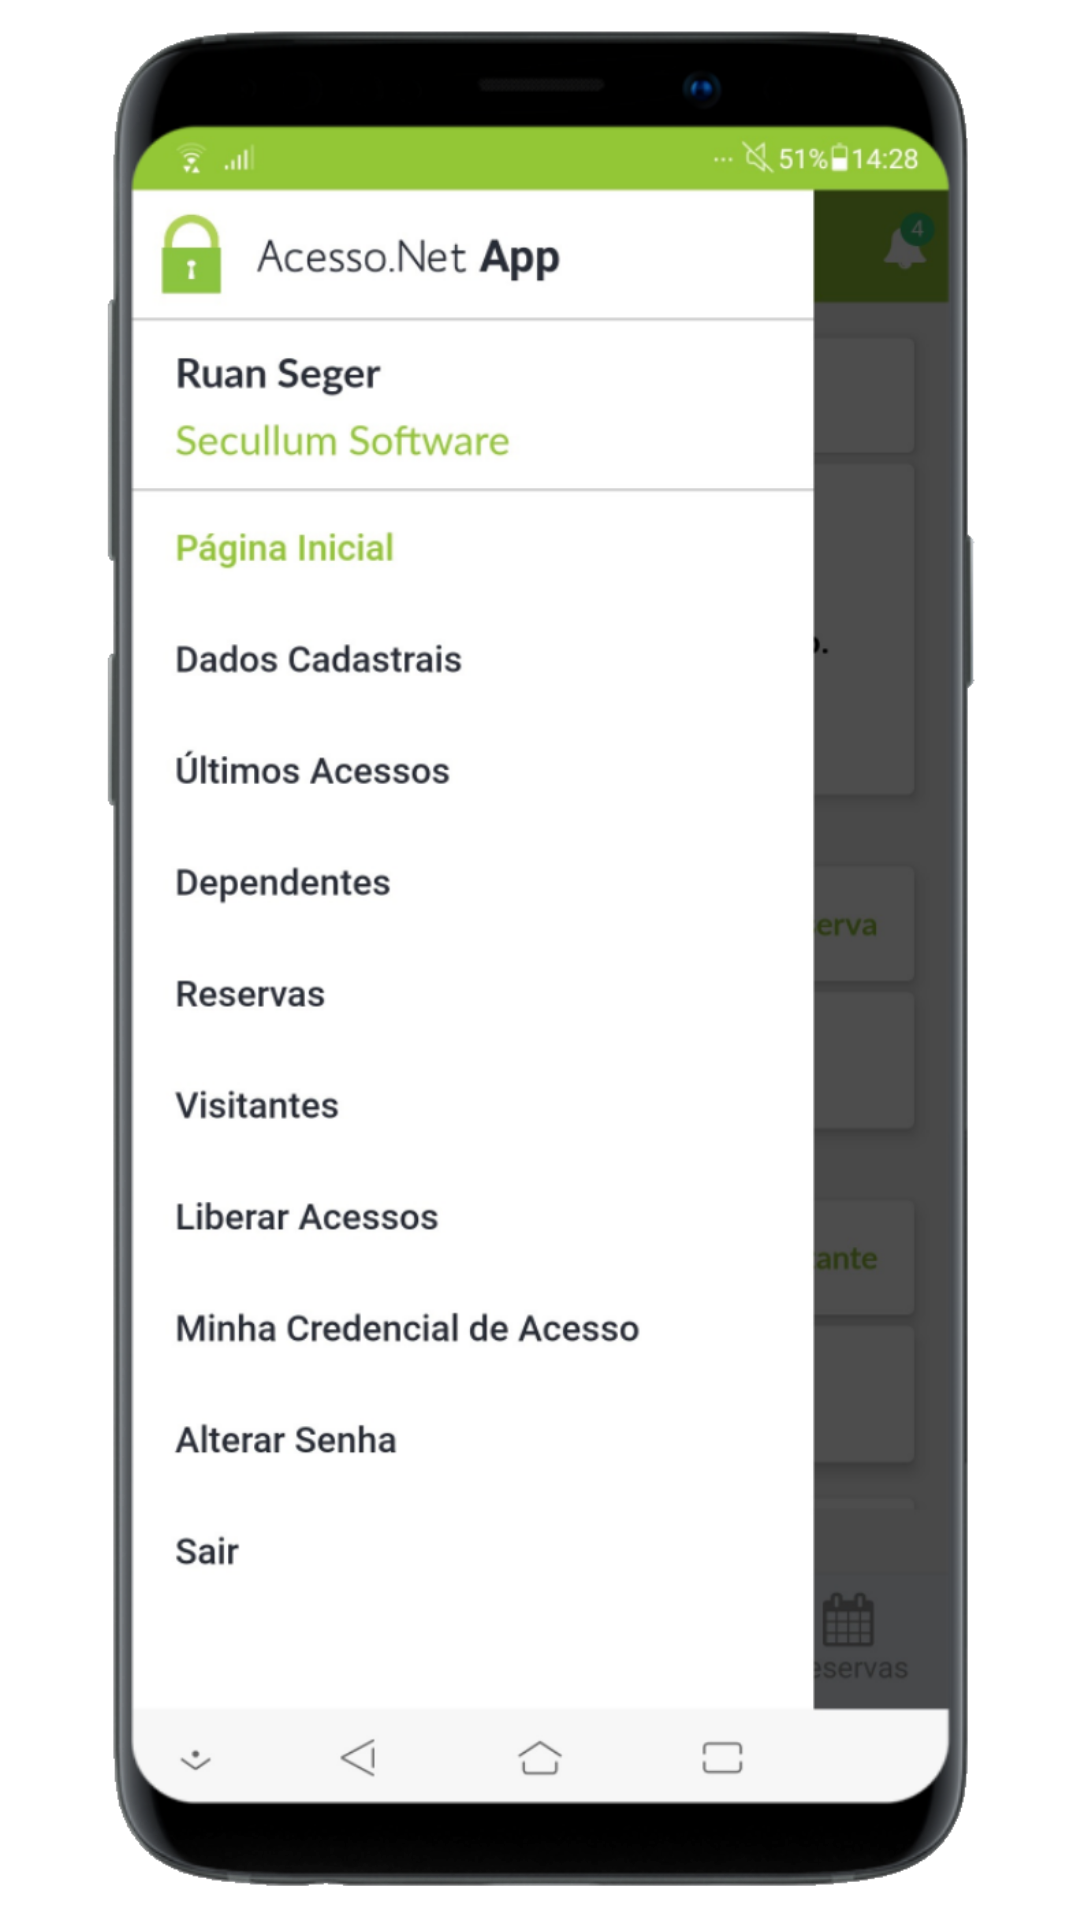 51% 14:28
Acesso.Net App
4
Ruan Seger
Secullum Software
Página Inicial
Dados Cadastrais
Últimos Acessos
Dependentes
Reservas
Visitantes
Liberar Acessos
Minha Credencial de Acesso
Alterar Senha
Sair
erva
tante
eservas